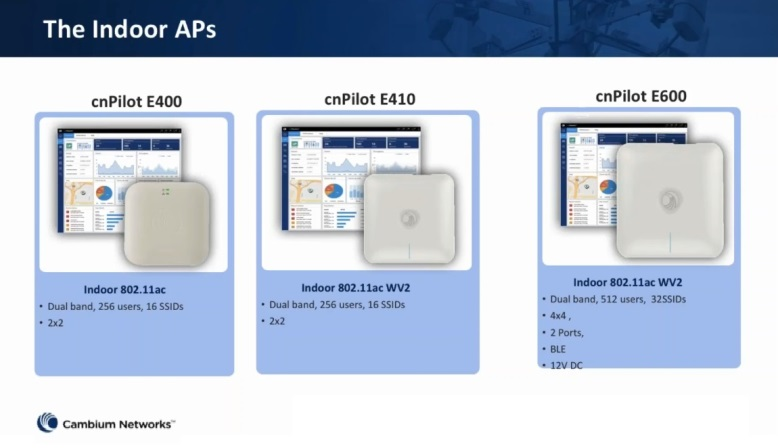 The Indoor APs
cnPilot E400
Indoor 802.11ac
• Dual band, 256 users, 16 SSIDs
• 2x2
cnPilot E410
Indoor 802.11ac WV2
• Dual band, 256 users, 16 SSIDs
• 2x2
cnPilot E600
Indoor 802.11ac WV2
• Dual band, 512 users, 32SSIDs
• 4x4 ,
• 2 Ports,
• BLE
• 12V DC
Cambium Networks™